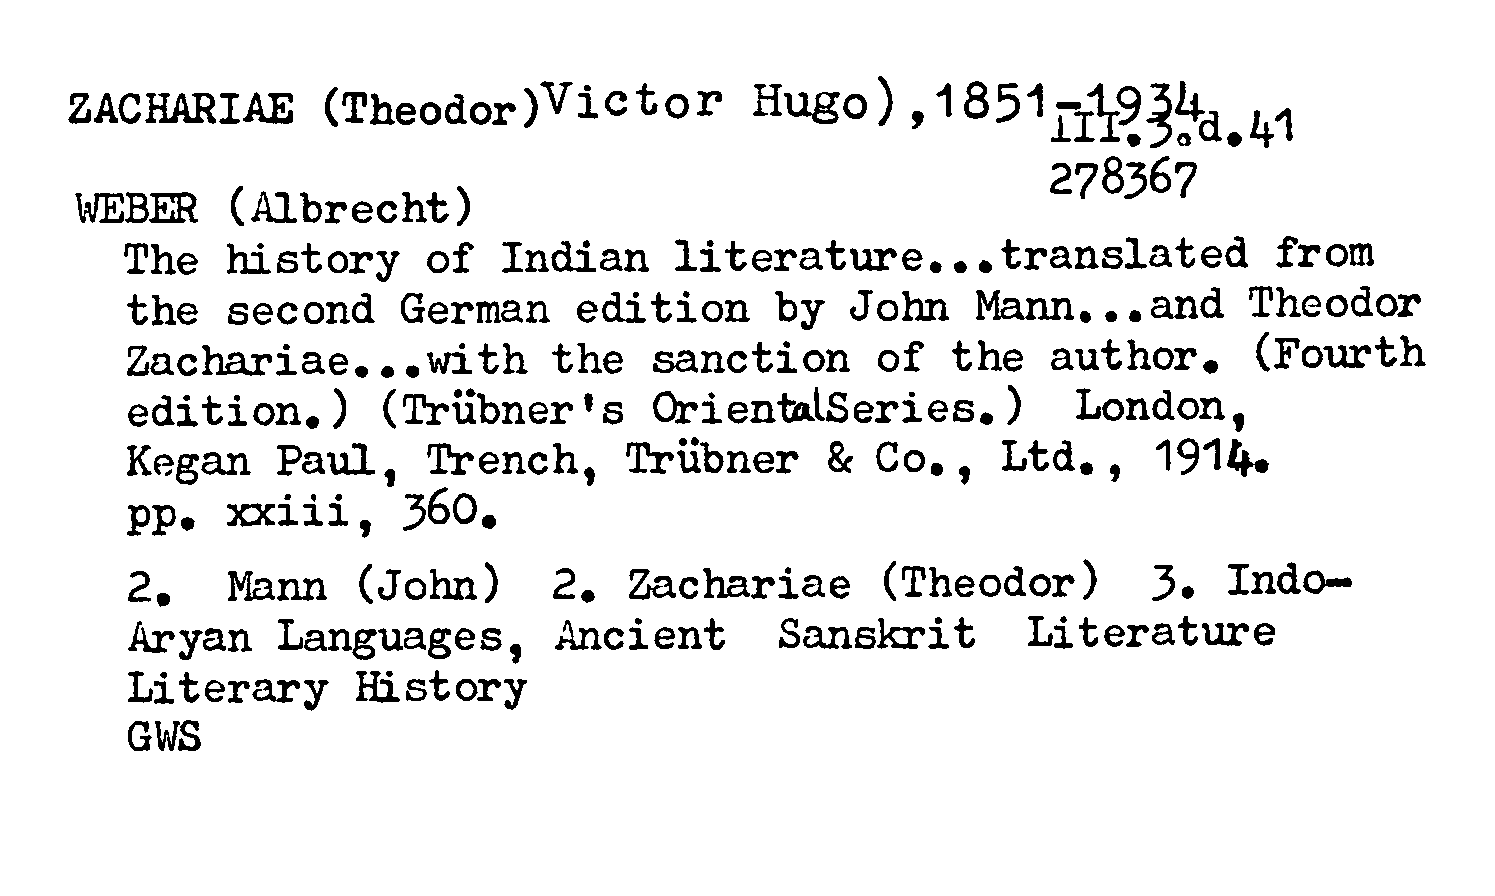 ZACHARIAE (Theodor)Victor Hugo),1851-1934
III.3.d.41
278367
WEBER (Albrecht)
The history of Indian literature...translated from
the second German edition by John Mann...and Theodor
Zachariae...with the sanction of the author. (Fourth
edition.) (Trübner's OrientalSeries.) London,
Kegan Paul, Trench, Trübner & Co., Ltd., 1914.
pp. xxiii, 360.
2. Mann (John) 2. Zachariae (Theodor) 3. Indo-
Aryan Languages, Ancient Sanskrit Literature
Literary History
GWS